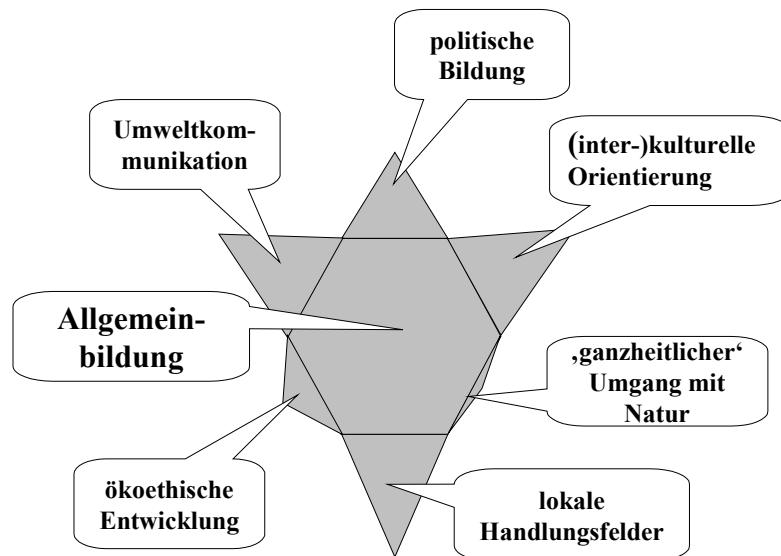 politische
Bildung
Umweltkom-
munikation
(inter-)kulturelle
Orientierung
Allgemein-
bildung
‚ganzheitlicher‘
Umgang mit
Natur
ökoethische
Entwicklung
lokale
Handlungsfelder